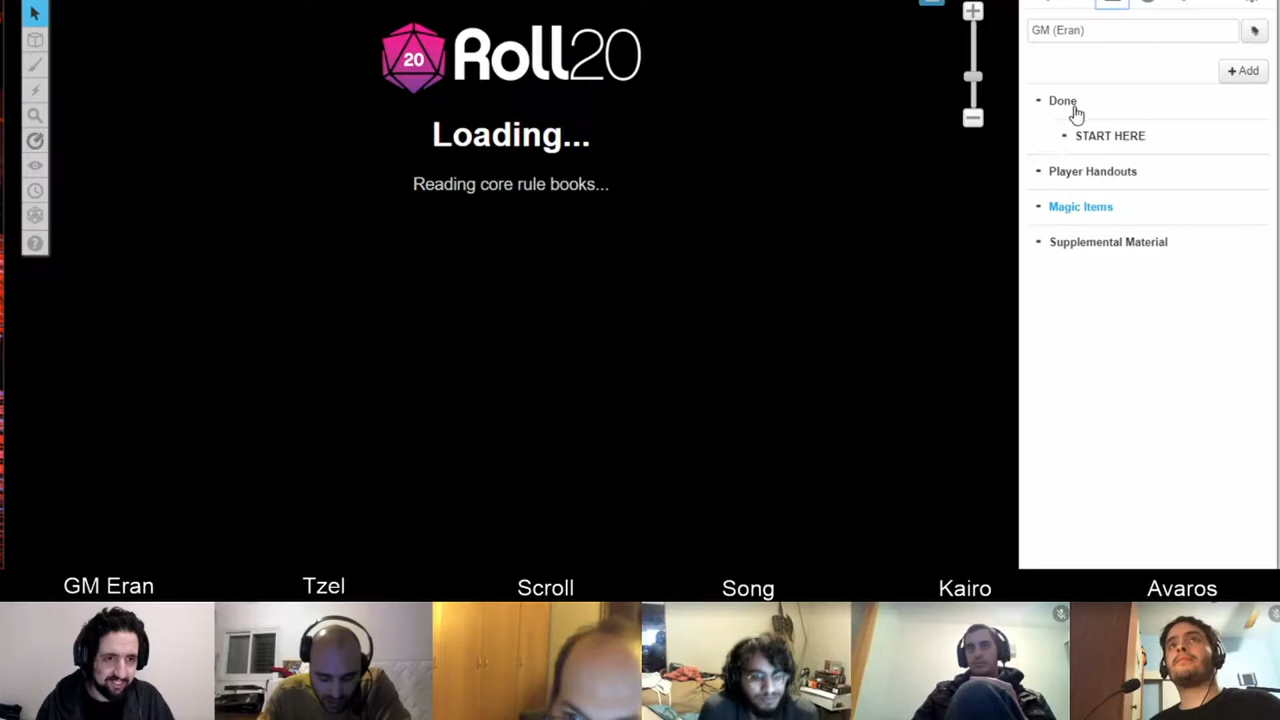 20
Roll20
Loading...
Reading core rule books...
GM (Eran)
+ Add
Done
START HERE
Player Handouts
Magic Items
Supplemental Material
GM Eran
Tzel
Scroll
Song
Kairo
Avaros